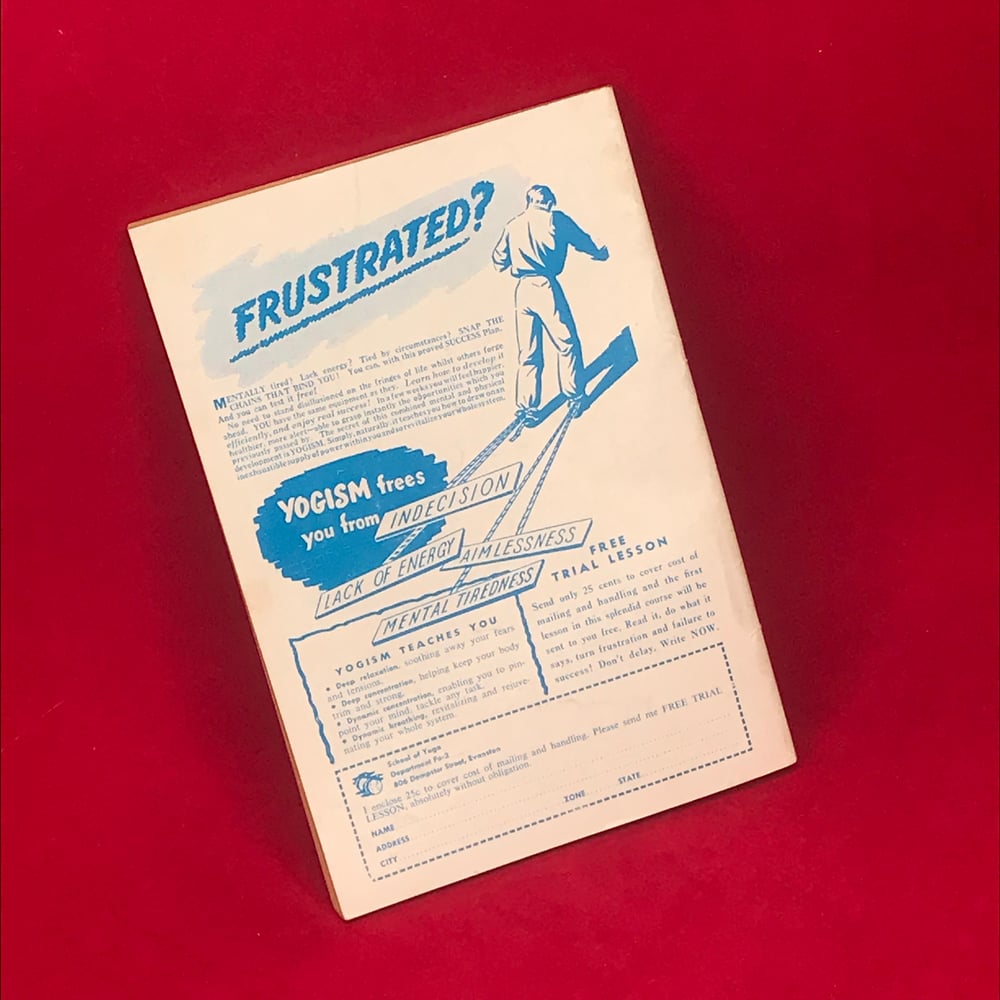 FRUSTRATED?
MENTALLY tired? Lack energy? Tied by circumstances? SNAP THE
CHAINS THAT BIND YOU! You can, with this proved SUCCESS Plan.
And you can test it free!
No need to stand disillusioned on the fringes of life whilst others forge
ahead. YOU have the same equipment as they. Learn how to develop it
efficiently, and enjoy real success! In a few weeks you will feel happier,
healthier, more alert—able to grasp instantly the opportunities which you
previously passed by. The secret of this combined mental and physical
development is YOGISM. Simply, naturally, it teaches you how to draw on an
inexhaustible supply of power within you and so revitalize your whole system.
YOGISM frees
you from
INDECISION
LACK OF ENERGY
AIMLESSNESS
MENTAL TIREDNESS
YOGISM TEACHES YOU
• Deep relaxation, soothing away your fears
and tensions.
• Deep concentration, helping keep your body
trim and strong.
• Dynamic concentration, enabling you to pin-
point your mind, tackle any task.
• Dynamic breathing, revitalizing and rejuve-
nating your whole system.
FREE
TRIAL LESSON
Send only 25 cents to cover cost of
mailing and handling and the first
lesson in this splendid course will be
sent to you free. Read it, do what it
says, turn frustration and failure to
success! Don't delay, Write NOW.
School of Yoga
Department Fa-2
806 Dempster Street, Evanston
I enclose 25c to cover cost of mailing and handling. Please send me FREE TRIAL
LESSON, absolutely without obligation.
NAME
ADDRESS
CITY ZONE STATE